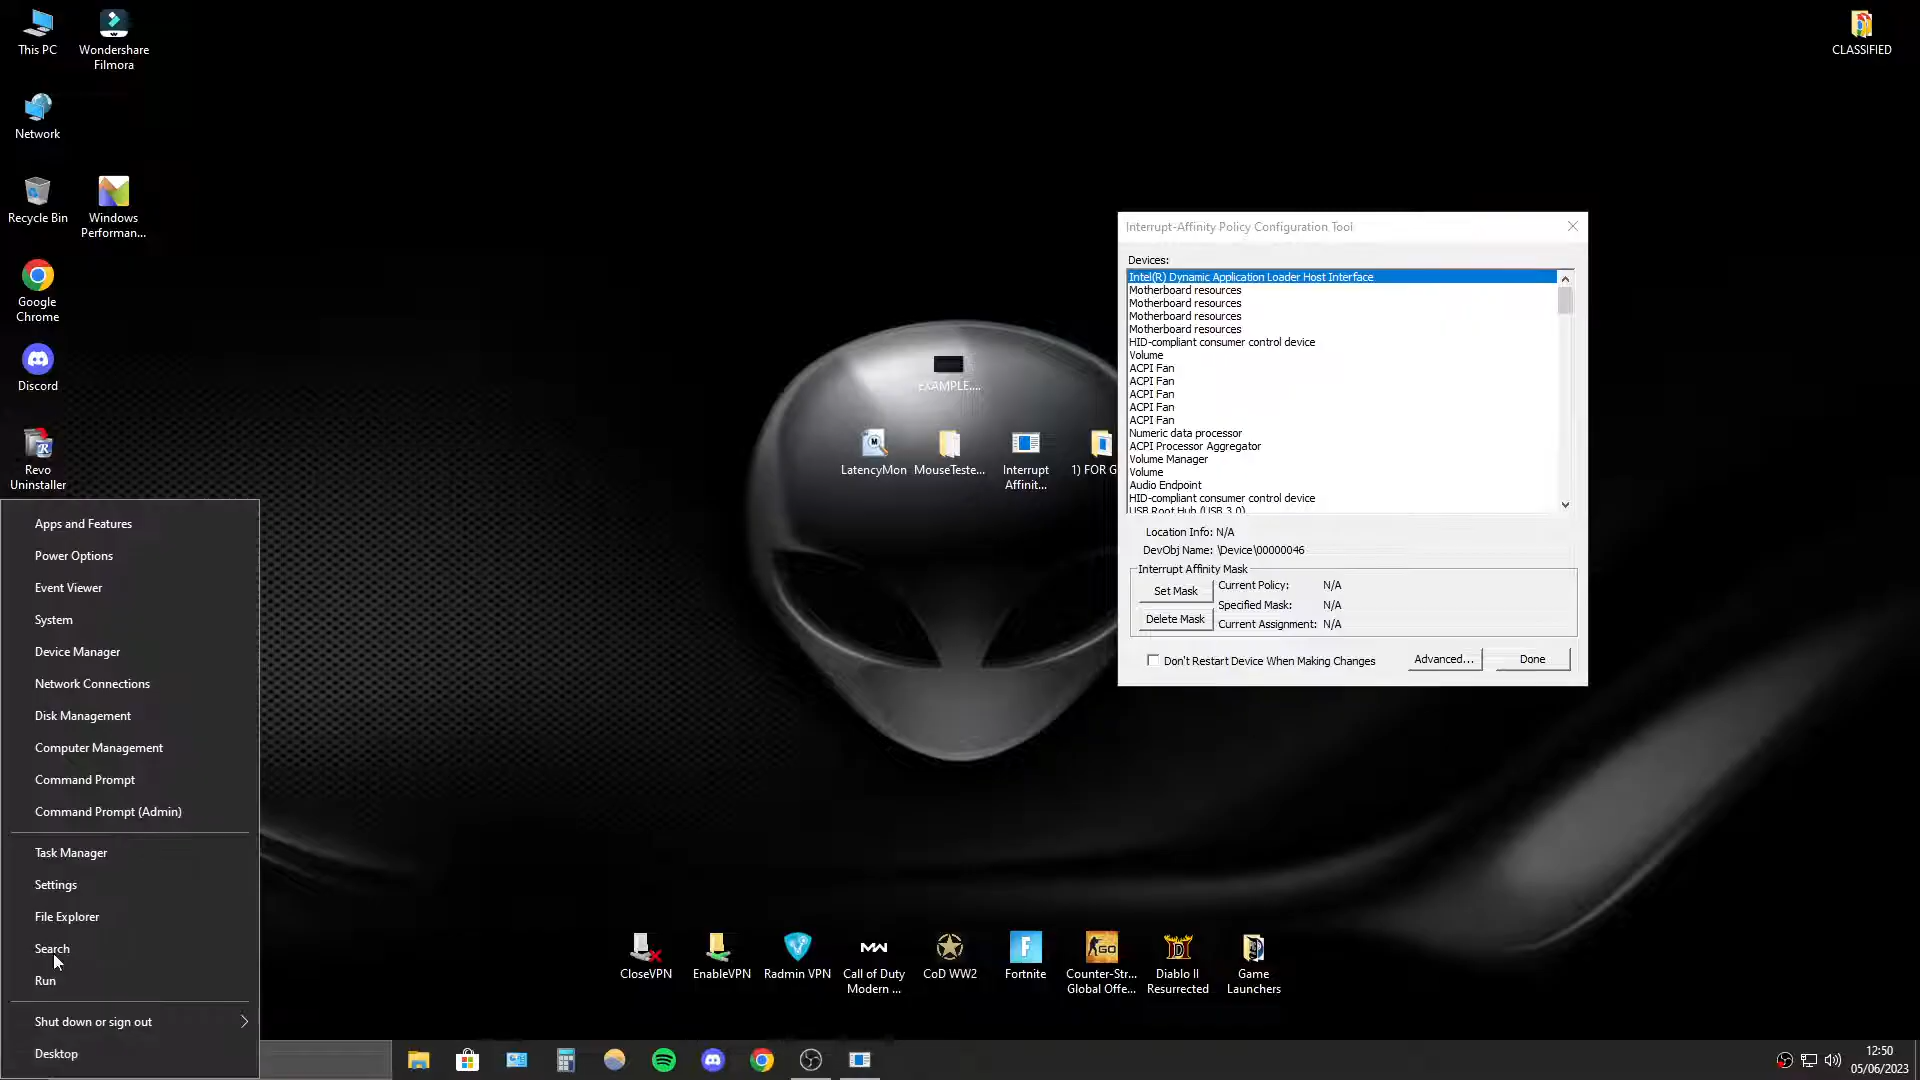 This PC
Wondershare
Filmora
CLASSIFIED
Network
Recycle Bin
Windows
Performan...
Google
Chrome
Discord
Revo
Uninstaller
EXAMPLE....
LatencyMon
MouseTeste...
Interrupt
Affinit...
1) FOR G
Interrupt-Affinity Policy Configuration Tool
Devices:
Intel(R) Dynamic Application Loader Host Interface
Motherboard resources
Motherboard resources
Motherboard resources
Motherboard resources
HID-compliant consumer control device
Volume
ACPI Fan
ACPI Fan
ACPI Fan
ACPI Fan
ACPI Fan
Numeric data processor
ACPI Processor Aggregator
Volume Manager
Volume
Audio Endpoint
HID-compliant consumer control device
USB Root Hub (USB 3.0)
Location Info: N/A
DevObj Name: \Device\00000046
Interrupt Affinity Mask
Set Mask
Current Policy: N/A
Specified Mask: N/A
Delete Mask
Current Assignment: N/A
Don't Restart Device When Making Changes
Advanced...
Done
Apps and Features
Power Options
Event Viewer
System
Device Manager
Network Connections
Disk Management
Computer Management
Command Prompt
Command Prompt (Admin)
Task Manager
Settings
File Explorer
Search
Run
Shut down or sign out
Desktop
CloseVPN
EnableVPN
Radmin VPN
Call of Duty
Modern ...
CoD WW2
Fortnite
Counter-Str...
Global Offe...
Diablo II
Resurrected
Game
Launchers
12:50
05/06/2023